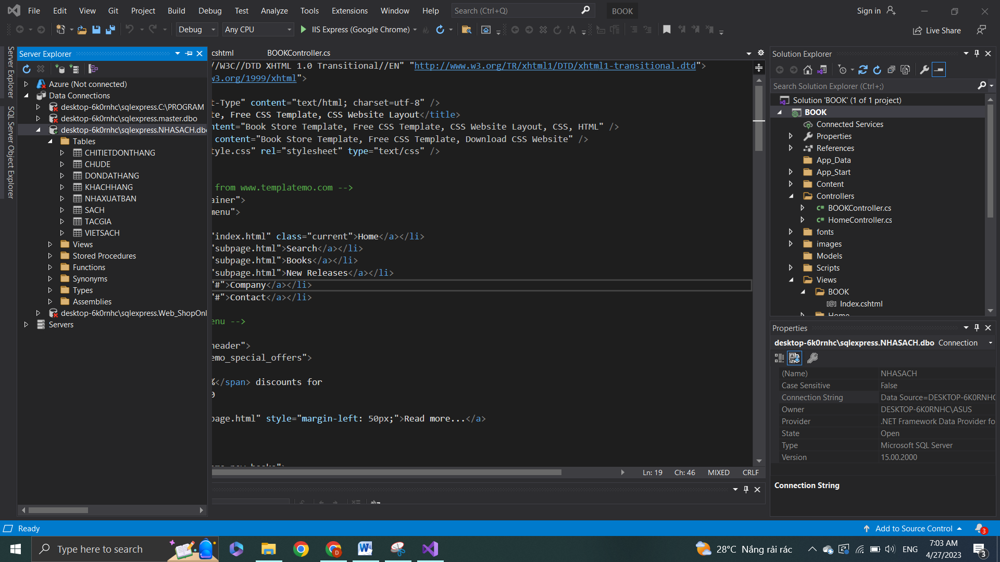 File Edit View Git Project Build Debug Test Analyze Tools Extensions Window Help Search (Ctrl+Q) BOOK Sign in
Debug Any CPU IIS Express (Google Chrome) Live Share
Server Explorer
SQL Server Object Explorer
Server Explorer
Azure (Not connected)
Data Connections
desktop-6k0rnhc\sqlexpress.C:\PROGRAM
desktop-6k0rnhc\sqlexpress.master.dbo
desktop-6k0rnhc\sqlexpress.NHASACH.dbo
Tables
CHITIETDONTHANG
CHUDE
DONDATHANG
KHACHHANG
NHAXUATBAN
SACH
TACGIA
VIETSACH
Views
Stored Procedures
Functions
Synonyms
Types
Assemblies
desktop-6k0rnhc\sqlexpress.Web_ShopOnl
Servers
cshtml BOOKController.cs
//W3C//DTD XHTML 1.0 Transitional//EN" "http://www.w3.org/TR/xhtml1/DTD/xhtml1-transitional.dtd">
w3.org/1999/xhtml">
t-Type" content="text/html; charset=utf-8" />
te, Free CSS Template, CSS Website Layout</title>
ntent="Book Store Template, Free CSS Template, CSS Website Layout, CSS, HTML" />
content="Book Store Template, Free CSS Template, Download CSS Website" />
tyle.css" rel="stylesheet" type="text/css" />
from www.templatemo.com -->
ainer">
menu">
"index.html" class="current">Home</a></li>
"subpage.html">Search</a></li>
"subpage.html">Books</a></li>
"subpage.html">New Releases</a></li>
"#">Company</a></li>
"#">Contact</a></li>
enu -->
header">
emo_special_offers">
%</span> discounts for
0
page.html" style="margin-left: 50px;">Read more...</a>
Ln: 19 Ch: 46 MIXED CRLF
Solution Explorer
Search Solution Explorer (Ctrl+;)
Solution 'BOOK' (1 of 1 project)
BOOK
Connected Services
Properties
References
App_Data
App_Start
Content
Controllers
C# BOOKController.cs
C# HomeController.cs
fonts
images
Models
Scripts
Views
BOOK
[@] Index.cshtml
Home
Properties
desktop-6k0rnhc\sqlexpress.NHASACH.dbo Connection
(Name) NHASACH
Case Sensitive False
Connection String Data Source=DESKTOP-6K0RNHC
Owner DESKTOP-6K0RNHC\ASUS
Provider .NET Framework Data Provider fo
State Open
Type Microsoft SQL Server
Version 15.00.2000
Connection String
Ready Add to Source Control 3
Type here to search 28°C Nắng rải rác ENG 7:03 AM
4/27/2023 3